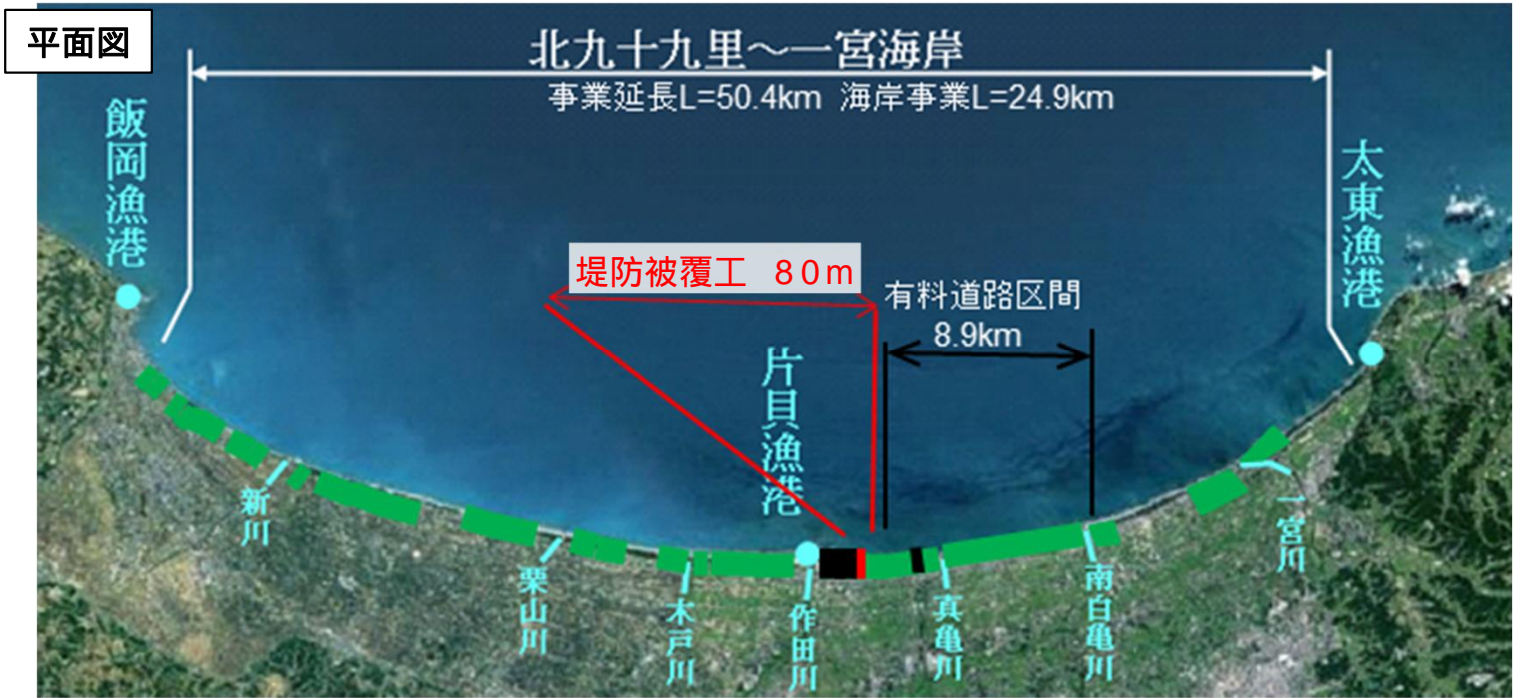 平面図
北九十九里～一宮海岸
事業延長L=50.4km 海岸事業L=24.9km
飯岡漁港
太東漁港
堤防被覆工 ８０ｍ
有料道路区間
8.9km
片貝漁港
新川
栗山川
木戸川
作田川
真亀川
南白亀川
一宮川